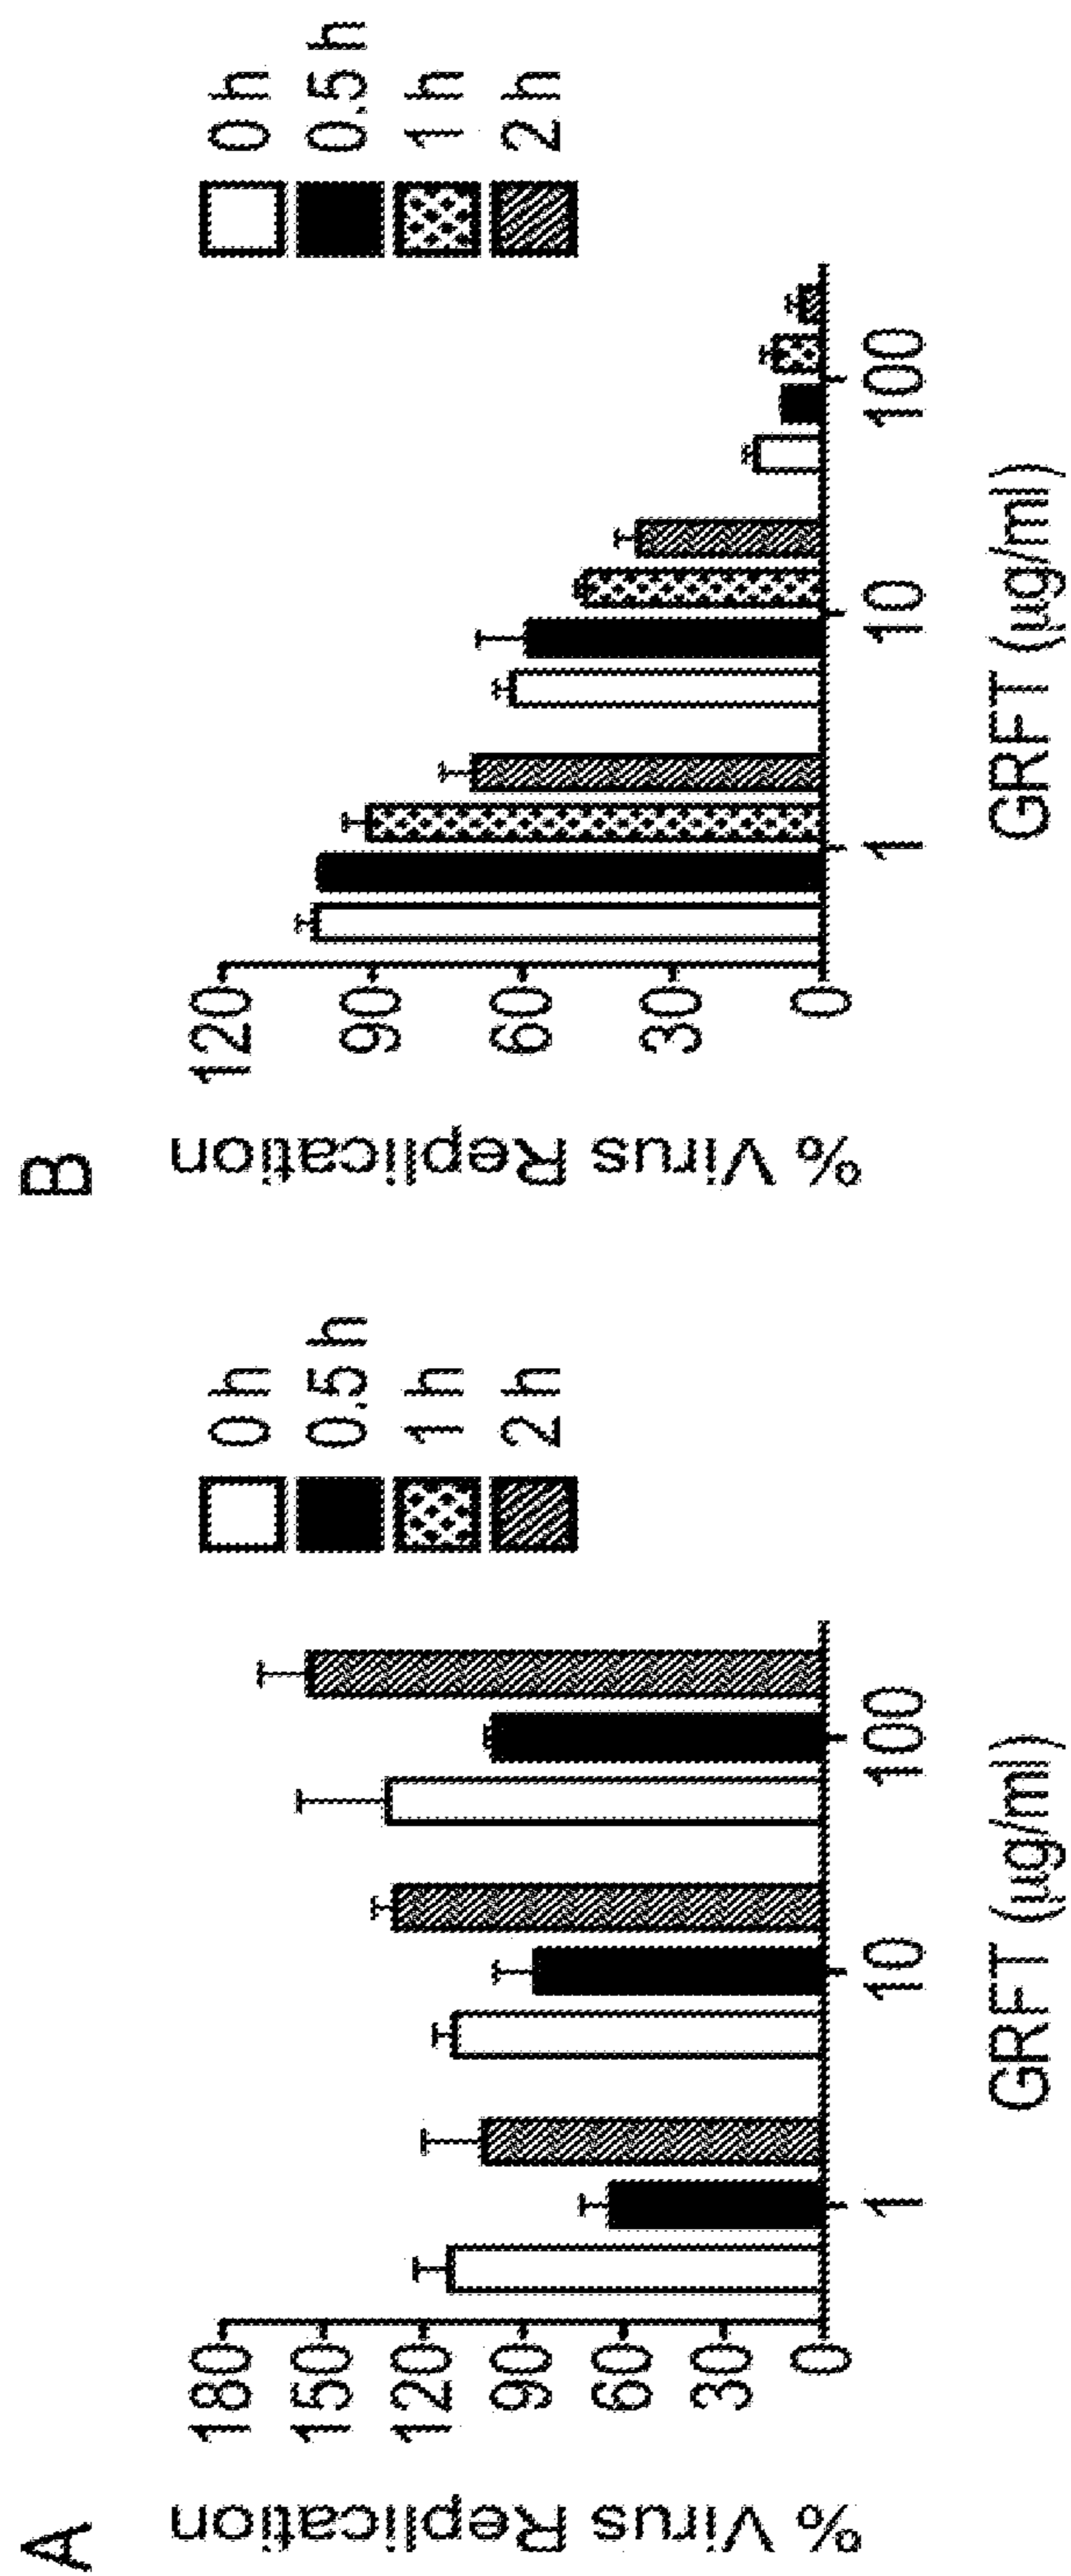 A
% Virus Replication
180
150
120
90
60
30
0
1
10
100
GRFT (µg/ml)
0 h
0.5 h
1 h
2 h
B
% Virus Replication
120
90
60
30
0
1
10
100
GRFT (µg/ml)
0 h
0.5 h
1 h
2 h